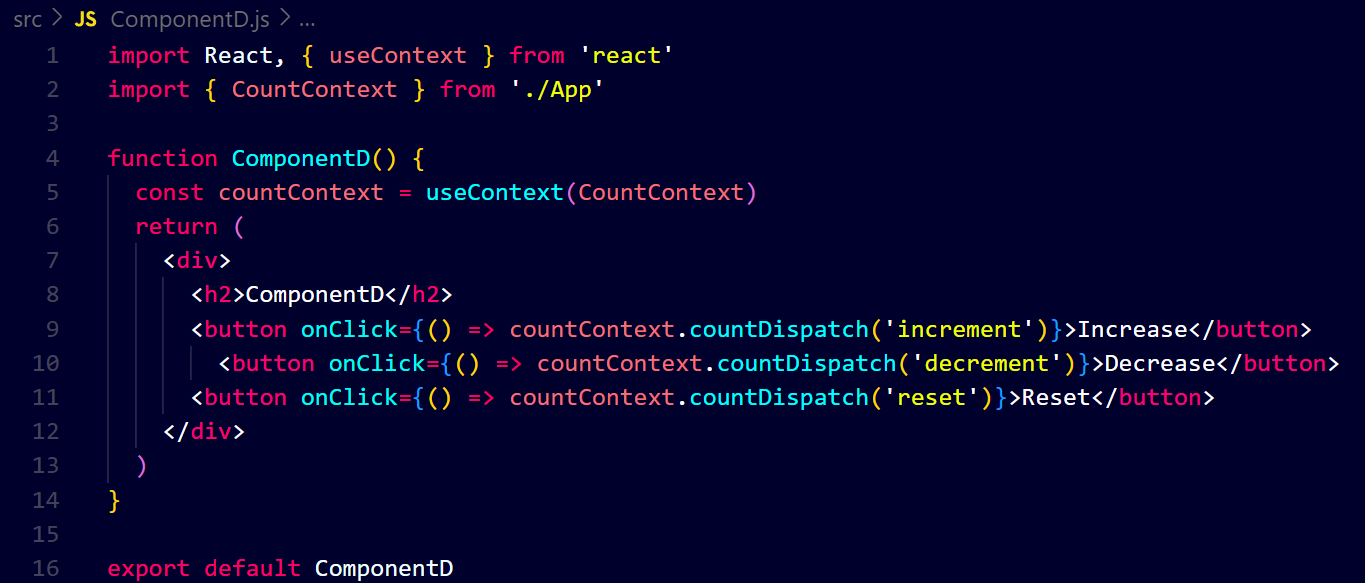 src > JS ComponentD.js > ...
1 import React, { useContext } from 'react'
2 import { CountContext } from './App'
3
4 function ComponentD() {
5   const countContext = useContext(CountContext)
6   return (
7     <div>
8       <h2>ComponentD</h2>
9       <button onClick={() => countContext.countDispatch('increment')}>Increase</button>
10         <button onClick={() => countContext.countDispatch('decrement')}>Decrease</button>
11       <button onClick={() => countContext.countDispatch('reset')}>Reset</button>
12     </div>
13   )
14 }
15
16 export default ComponentD